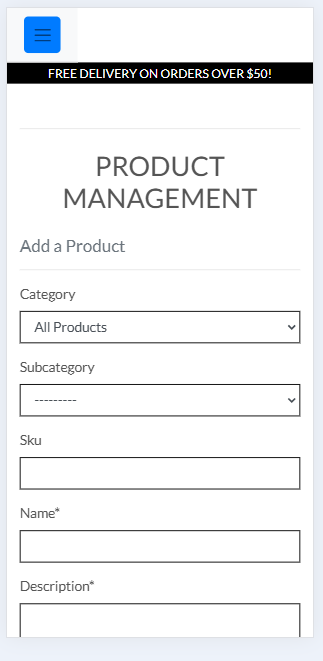 FREE DELIVERY ON ORDERS OVER $50!
PRODUCT
MANAGEMENT
Add a Product
Category
All Products
Subcategory
---------
Sku
Name*
Description*